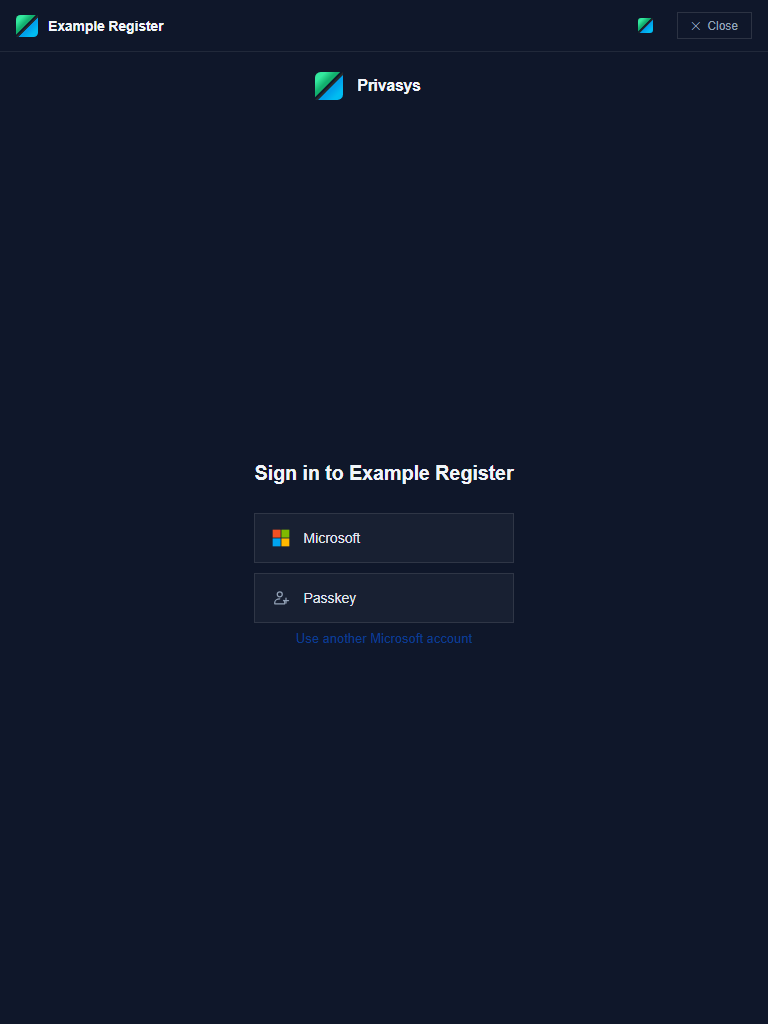 Example Register
Close
Privasys
Sign in to Example Register
Microsoft
Passkey
Use another Microsoft account